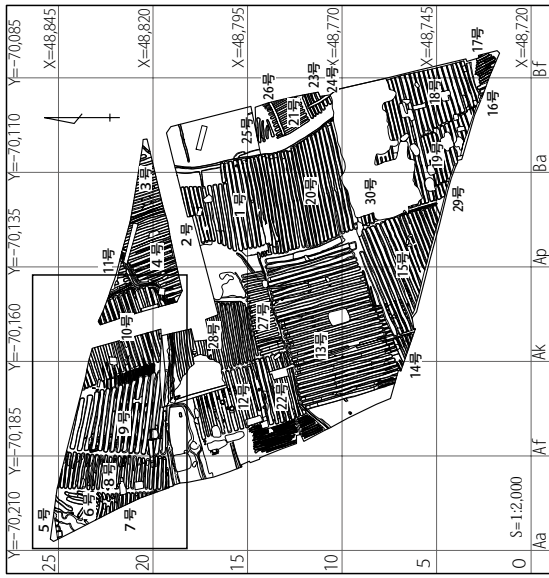 Y=-70,210
Y=-70,185
Y=-70,160
Y=-70,135
Y=-70,110
Y=-70,085
X=48,845
X=48,820
X=48,795
X=48,770
X=48,745
X=48,720
25
20
15
10
5
0
Aa
Af
Ak
Ap
Ba
Bf
S=1:2,000
5号
6号
7号
8号
9号
10号
11号
4号
3号
2号
1号
28号
27号
12号
22号
13号
14号
15号
20号
30号
25号
26号
21号
23号
24号
19号
18号
29号
16号
17号